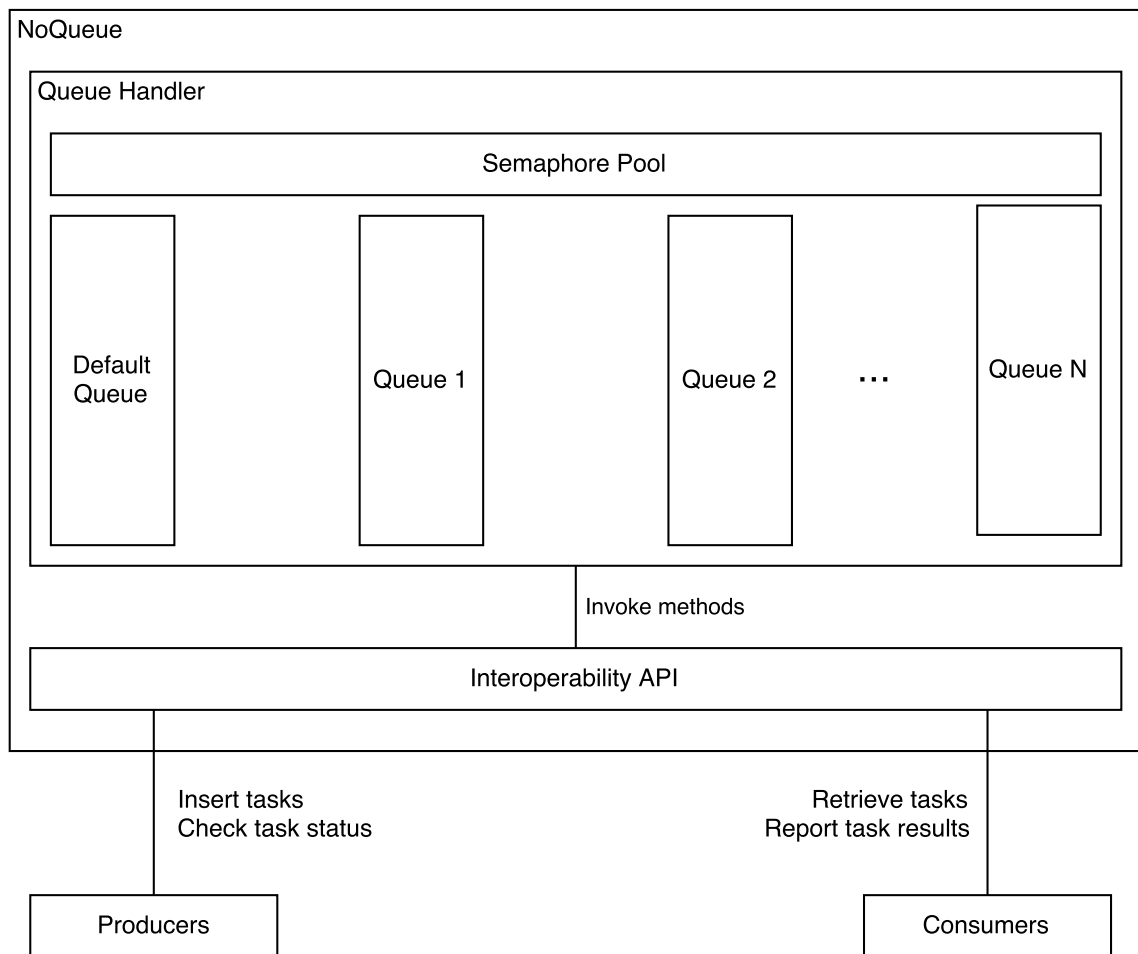 NoQueue
Queue Handler
Semaphore Pool
Default
Queue
Queue 1
Queue 2
...
Queue N
Invoke methods
Interoperability API
Insert tasks
Check task status
Retrieve tasks
Report task results
Producers
Consumers